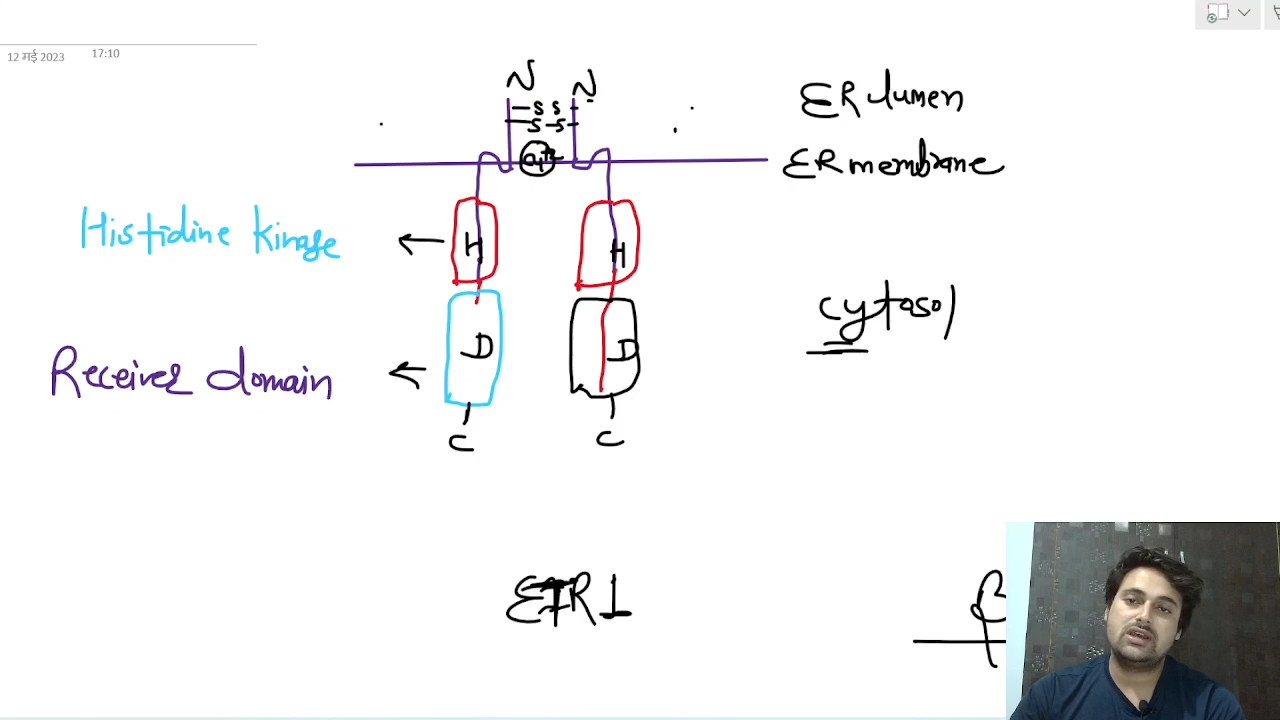 12 मई 2023
17:10
N N
S S
S-S
ER lumen
ER membrane
Histidine kinase
H H
cytosol
D D
Receiver domain
C C
ETR1